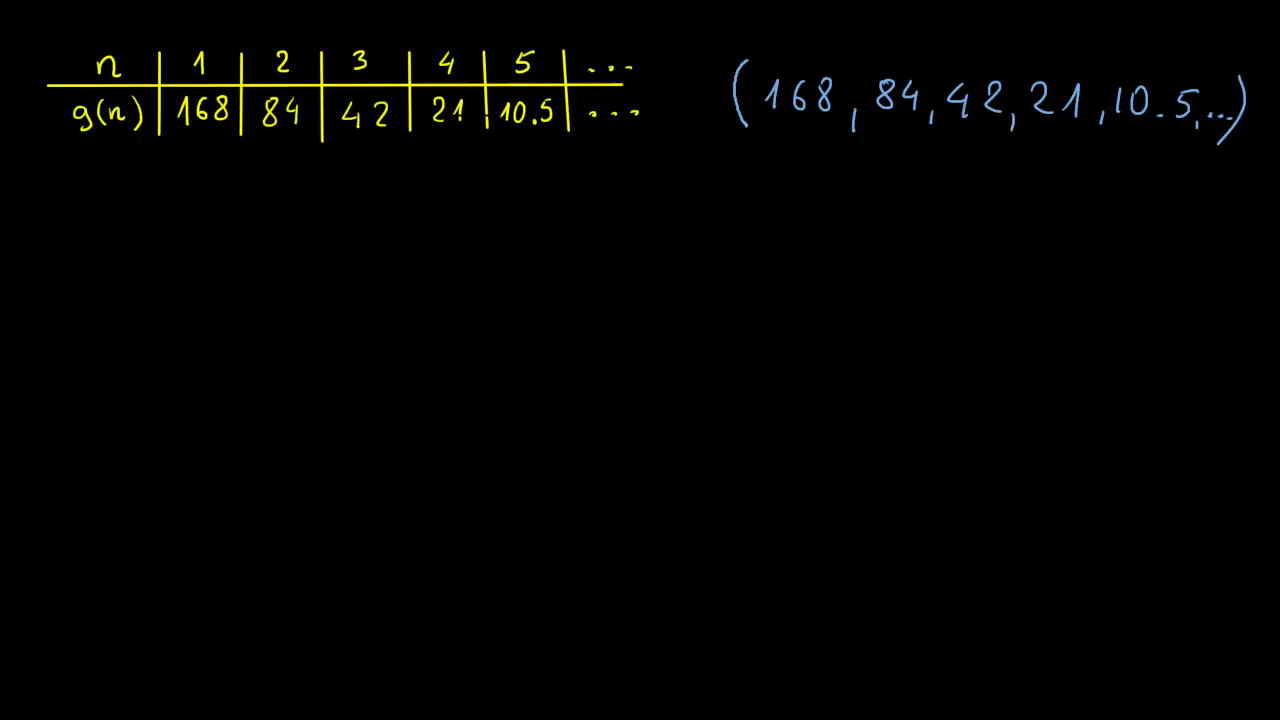 n 1 2 3 4 5 ...
g(n) 168 84 42 21 10.5 ...
(168, 84, 42, 21, 10.5, ...)